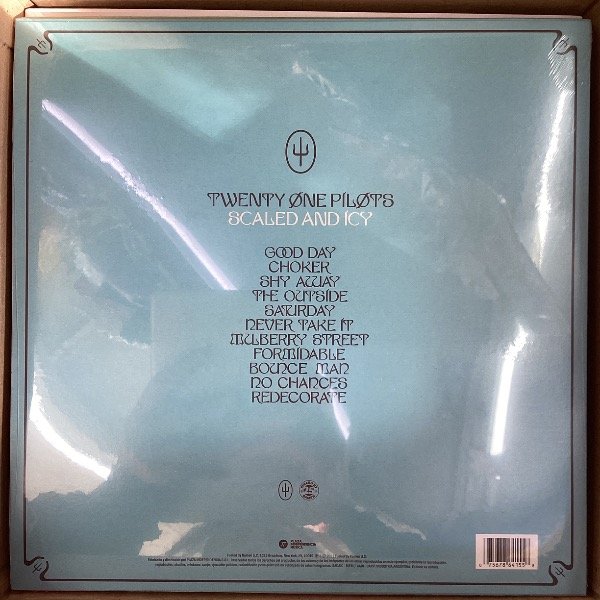 TWENTY ØNE PILØTS
SCALED AND ICY
GOOD DAY
CHOKER
SHY AWAY
THE OUTSIDE
SATURDAY
NEVER TAKE IT
MULBERRY STREET
FORMIDABLE
BOUNCE MAN
NO CHANCES
REDECORATE